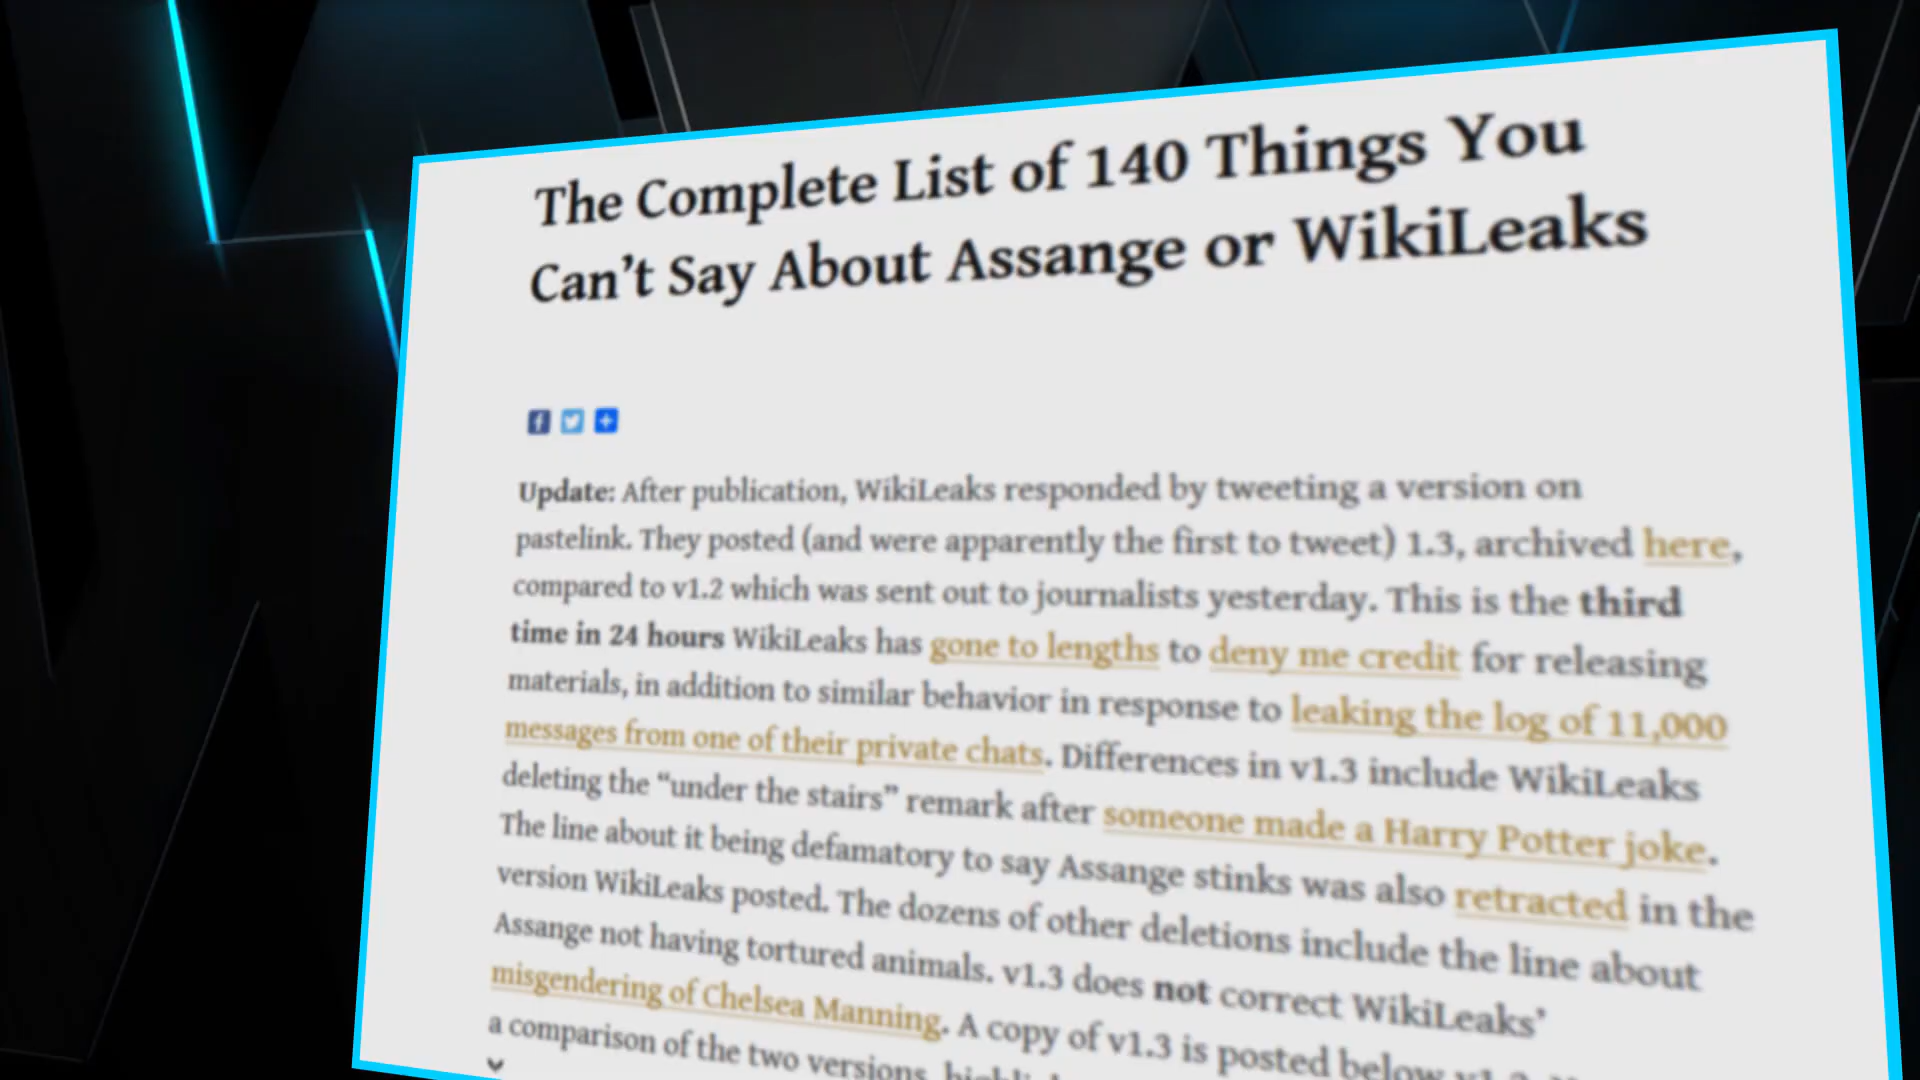 The Complete List of 140 Things You
Can't Say About Assange or WikiLeaks
Update: After publication, WikiLeaks responded by tweeting a version on
pastelink. They posted (and were apparently the first to tweet) 1.3, archived here,
compared to v1.2 which was sent out to journalists yesterday. This is the third
time in 24 hours WikiLeaks has gone to lengths to deny me credit for releasing
materials, in addition to similar behavior in response to leaking the log of 11,000
messages from one of their private chats. Differences in v1.3 include WikiLeaks
deleting the “under the stairs” remark after someone made a Harry Potter joke.
The line about it being defamatory to say Assange stinks was also retracted in the
version WikiLeaks posted. The dozens of other deletions include the line about
Assange not having tortured animals. v1.3 does not correct WikiLeaks’
misgendering of Chelsea Manning. A copy of v1.3 is posted below
a comparison of the two versions,